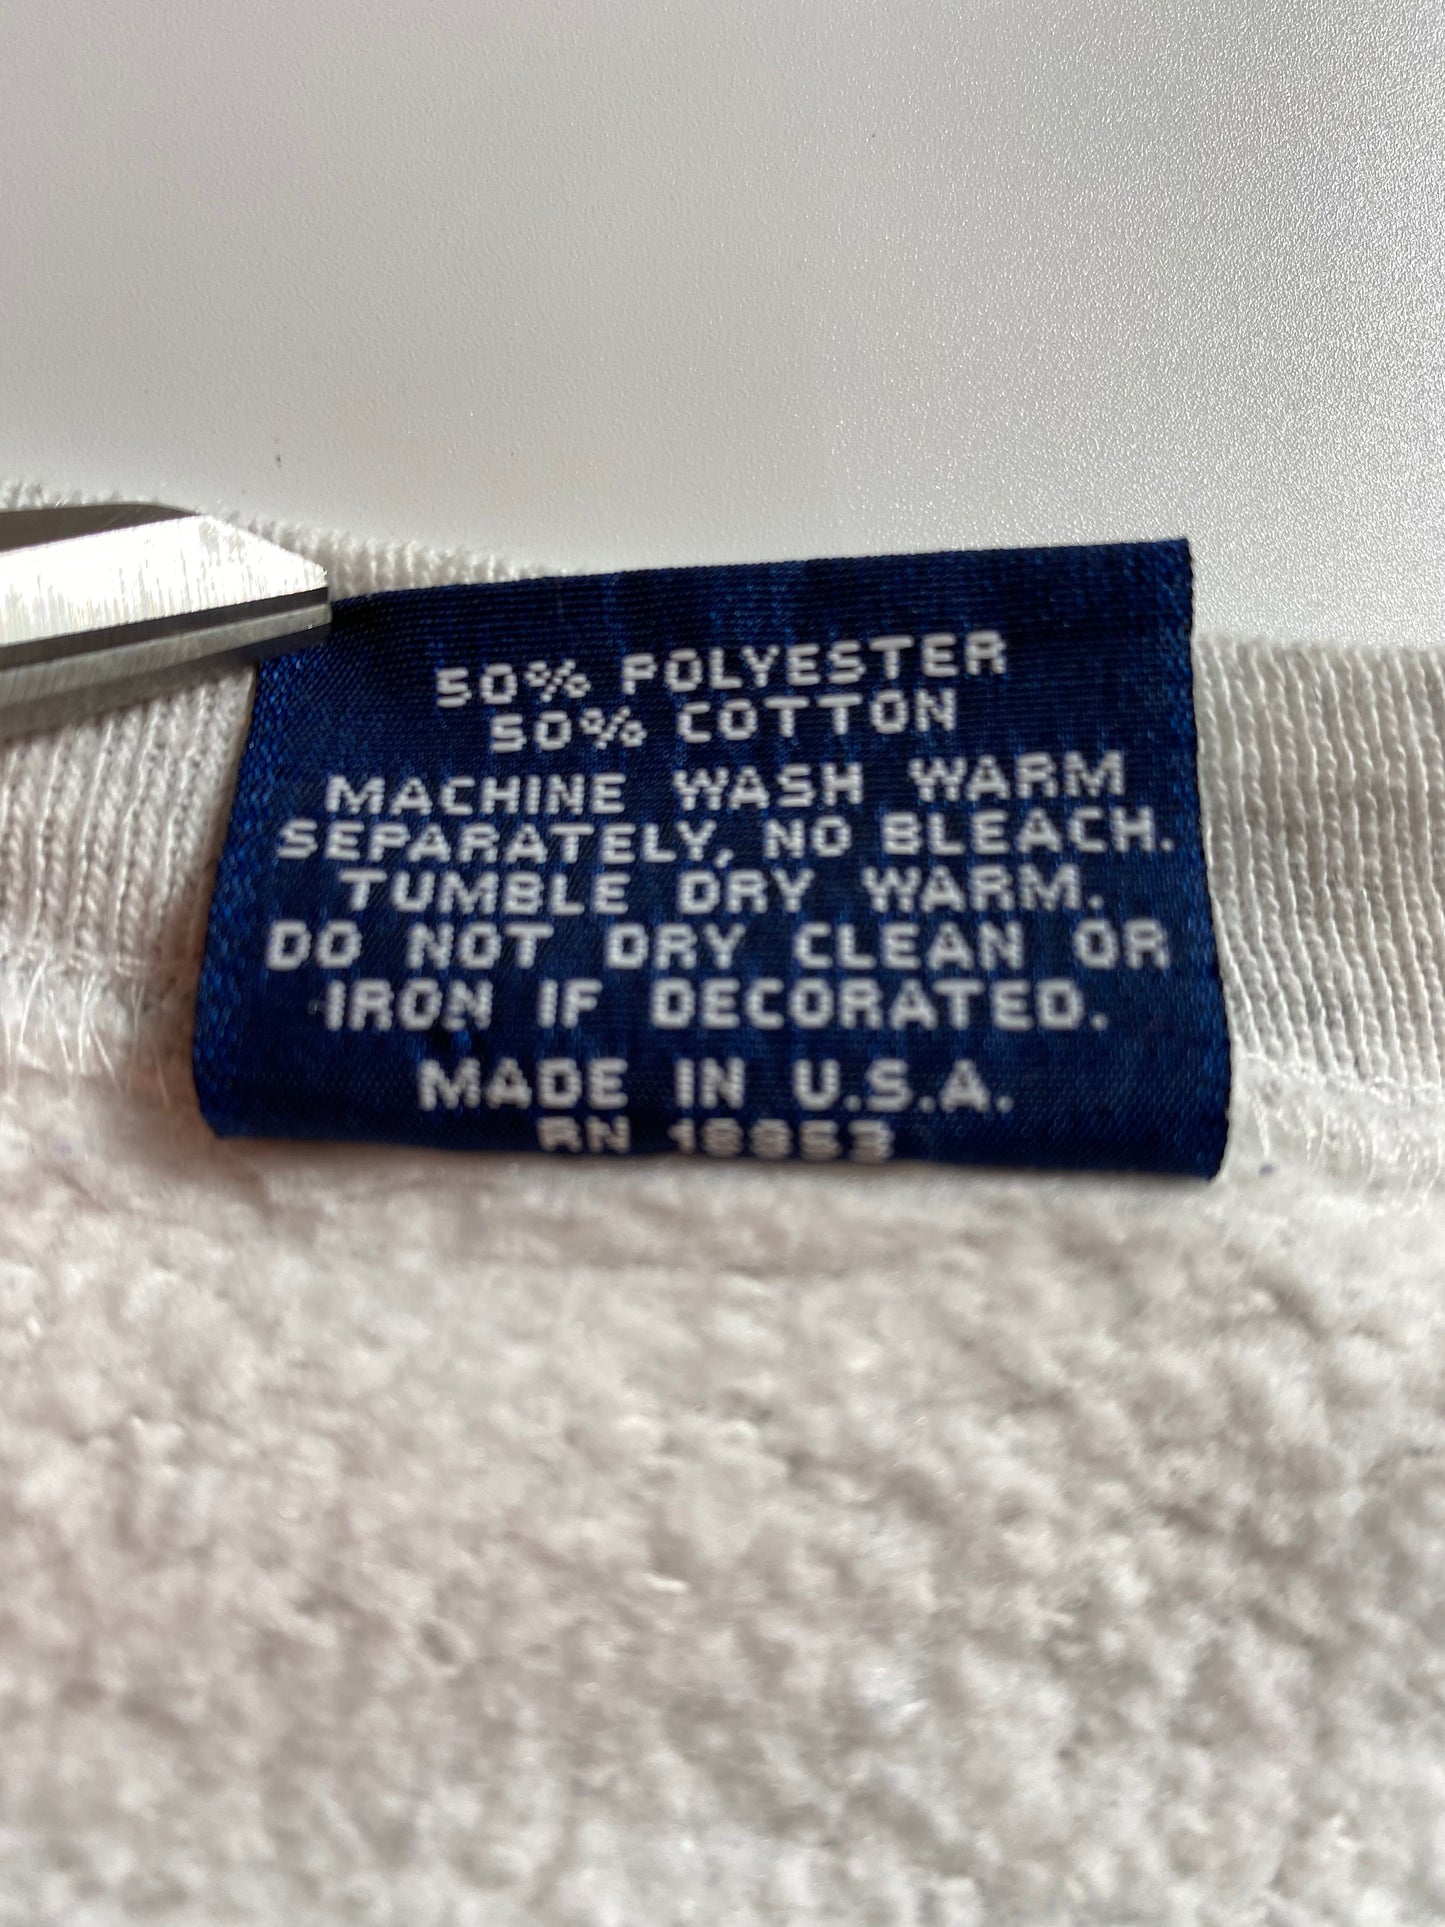 50% POLYESTER
50% COTTON
MACHINE WASH WARM
SEPARATELY, NO BLEACH.
TUMBLE DRY WARM.
DO NOT DRY CLEAN OR
IRON IF DECORATED.
MADE IN U.S.A.
RN